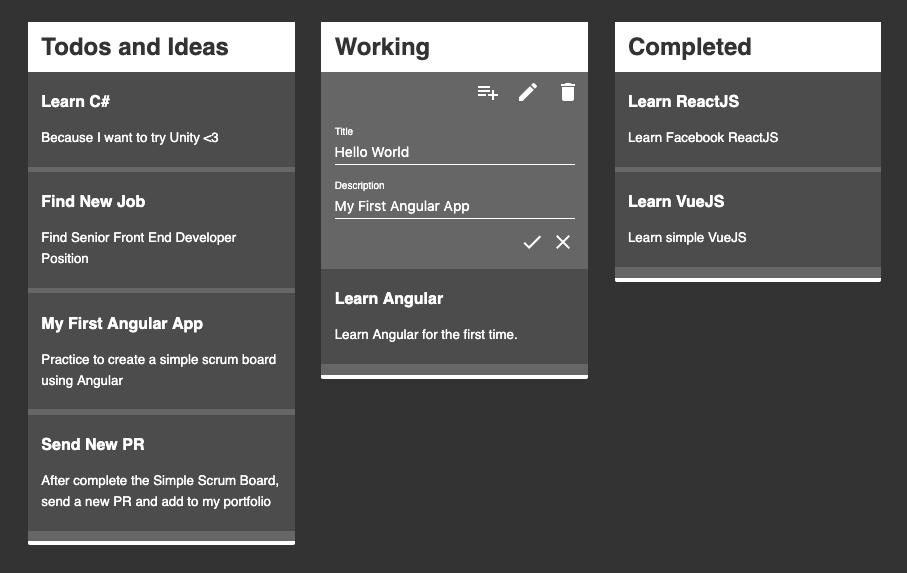 Todos and Ideas
Learn C#
Because I want to try Unity <3
Find New Job
Find Senior Front End Developer
Position
My First Angular App
Practice to create a simple scrum board
using Angular
Send New PR
After complete the Simple Scrum Board,
send a new PR and add to my portfolio
Working
Title
Hello World
Description
My First Angular App
Learn Angular
Learn Angular for the first time.
Completed
Learn ReactJS
Learn Facebook ReactJS
Learn VueJS
Learn simple VueJS